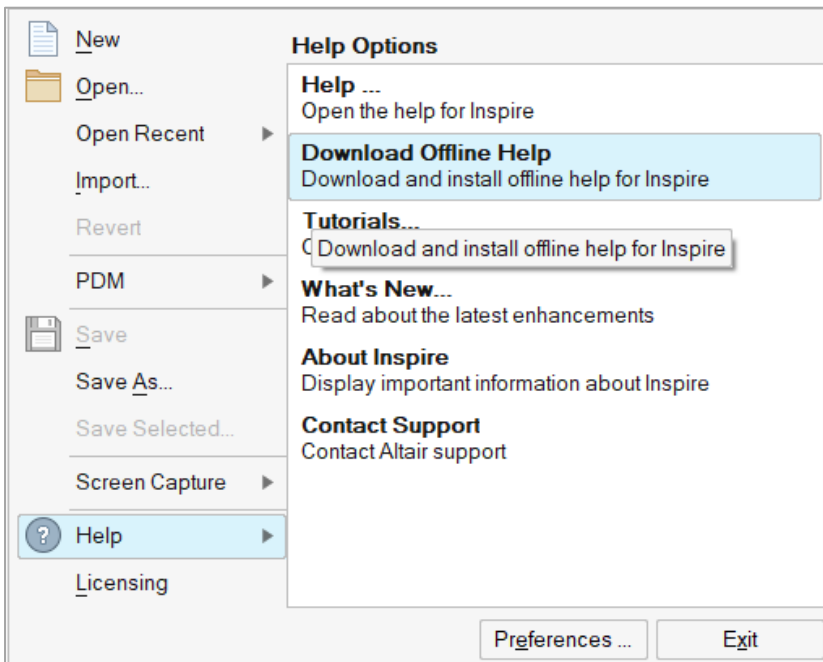 New
Open...
Open Recent
Import...
Revert
PDM
Save
Save As...
Save Selected...
Screen Capture
Help
Licensing
Help Options
Help ...
Open the help for Inspire
Download Offline Help
Download and install offline help for Inspire
Tutorials...
Download and install offline help for Inspire
What's New...
Read about the latest enhancements
About Inspire
Display important information about Inspire
Contact Support
Contact Altair support
Preferences ...
Exit